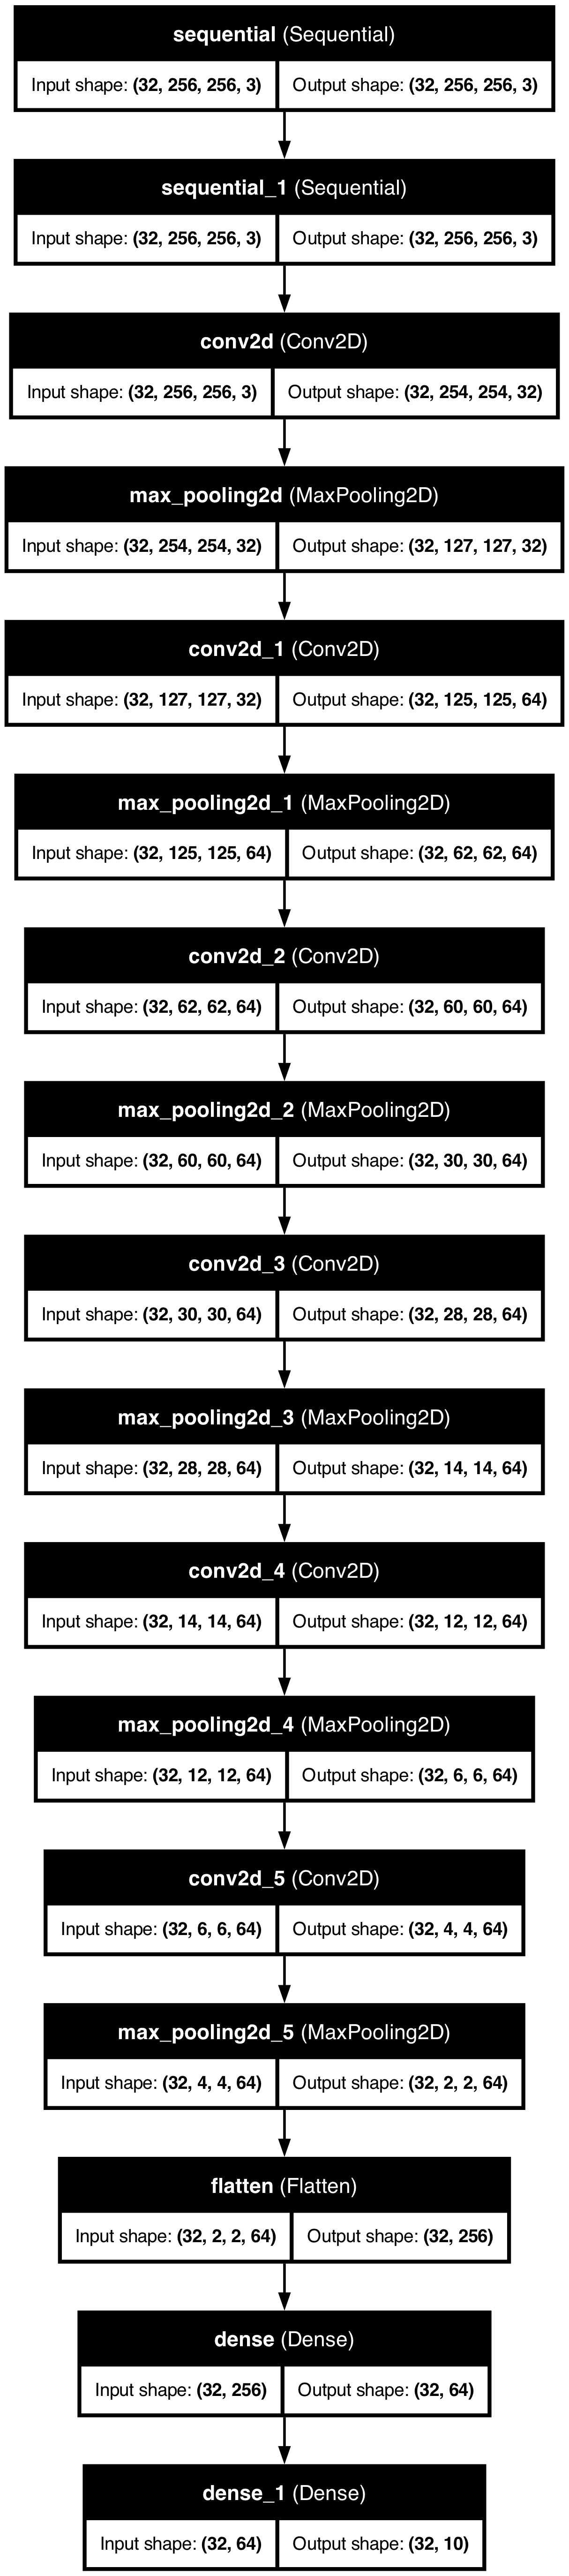 sequential (Sequential)
Input shape: (32, 256, 256, 3) Output shape: (32, 256, 256, 3)
sequential_1 (Sequential)
Input shape: (32, 256, 256, 3) Output shape: (32, 256, 256, 3)
conv2d (Conv2D)
Input shape: (32, 256, 256, 3) Output shape: (32, 254, 254, 32)
max_pooling2d (MaxPooling2D)
Input shape: (32, 254, 254, 32) Output shape: (32, 127, 127, 32)
conv2d_1 (Conv2D)
Input shape: (32, 127, 127, 32) Output shape: (32, 125, 125, 64)
max_pooling2d_1 (MaxPooling2D)
Input shape: (32, 125, 125, 64) Output shape: (32, 62, 62, 64)
conv2d_2 (Conv2D)
Input shape: (32, 62, 62, 64) Output shape: (32, 60, 60, 64)
max_pooling2d_2 (MaxPooling2D)
Input shape: (32, 60, 60, 64) Output shape: (32, 30, 30, 64)
conv2d_3 (Conv2D)
Input shape: (32, 30, 30, 64) Output shape: (32, 28, 28, 64)
max_pooling2d_3 (MaxPooling2D)
Input shape: (32, 28, 28, 64) Output shape: (32, 14, 14, 64)
conv2d_4 (Conv2D)
Input shape: (32, 14, 14, 64) Output shape: (32, 12, 12, 64)
max_pooling2d_4 (MaxPooling2D)
Input shape: (32, 12, 12, 64) Output shape: (32, 6, 6, 64)
conv2d_5 (Conv2D)
Input shape: (32, 6, 6, 64) Output shape: (32, 4, 4, 64)
max_pooling2d_5 (MaxPooling2D)
Input shape: (32, 4, 4, 64) Output shape: (32, 2, 2, 64)
flatten (Flatten)
Input shape: (32, 2, 2, 64) Output shape: (32, 256)
dense (Dense)
Input shape: (32, 256) Output shape: (32, 64)
dense_1 (Dense)
Input shape: (32, 64) Output shape: (32, 10)